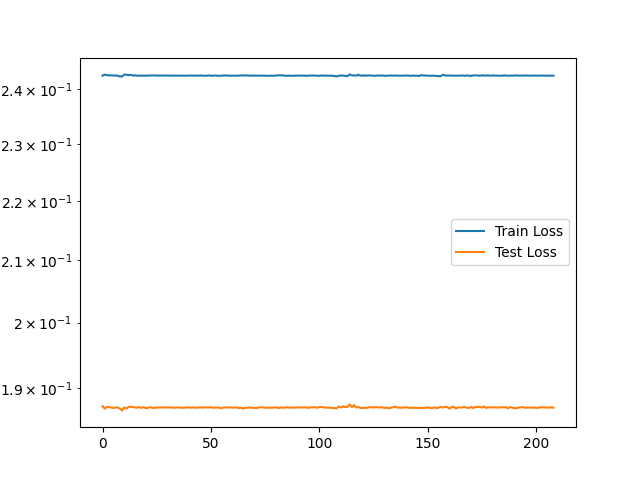 2.4 × 10⁻¹
2.3 × 10⁻¹
2.2 × 10⁻¹
2.1 × 10⁻¹
2 × 10⁻¹
1.9 × 10⁻¹
Train Loss
Test Loss
0 50 100 150 200